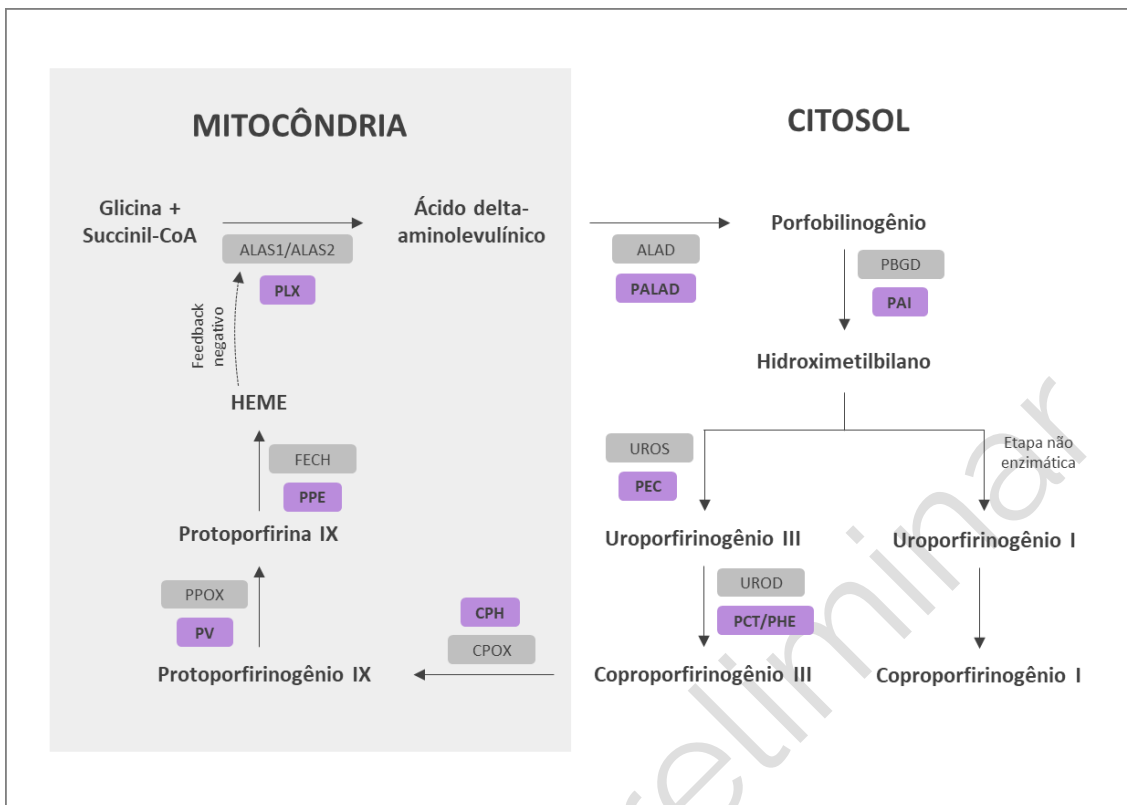 MITOCÔNDRIA
CITOSOL
Glicina +
Succinil-CoA
ALAS1/ALAS2
PLX
Ácido delta-
aminolevulínico
ALAD
PALAD
Porfobilinogênio
PBGD
PAI
Feedback
negativo
Hidroximetilbilano
HEME
FECH
PPE
UROS
PEC
Etapa não
enzimática
Protoporfirina IX
Uroporfirinogênio III
Uroporfirinogênio I
PPOX
PV
CPH
CPOX
UROD
PCT/PHE
Protoporfirinogênio IX
Coproporfirinogênio III
Coproporfirinogênio I
reliminar